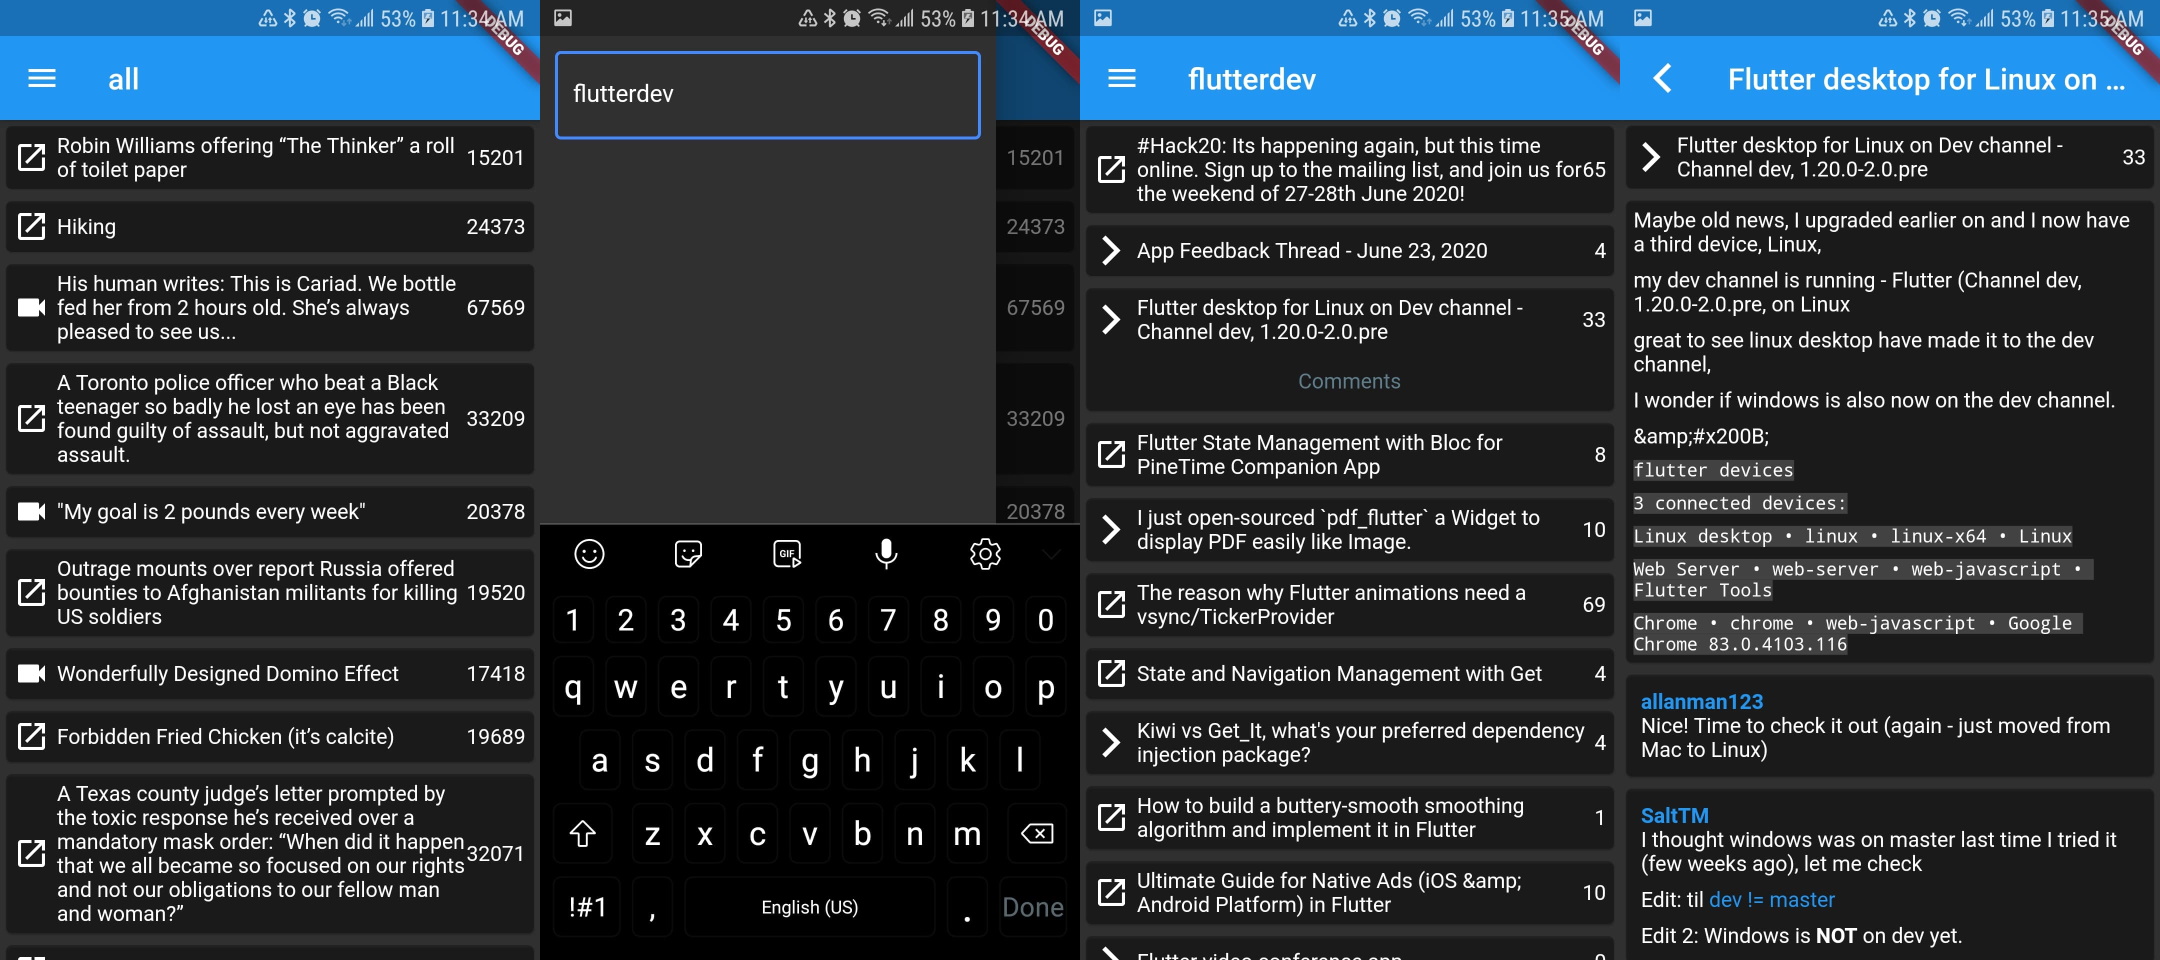 53% 11:34 AM
DEBUG
all
Robin Williams offering “The Thinker” a roll
of toilet paper
15201
Hiking
24373
His human writes: This is Cariad. We bottle
fed her from 2 hours old. She’s always
pleased to see us...
67569
A Toronto police officer who beat a Black
teenager so badly he lost an eye has been
found guilty of assault, but not aggravated
assault.
33209
"My goal is 2 pounds every week"
20378
Outrage mounts over report Russia offered
bounties to Afghanistan militants for killing
US soldiers
19520
Wonderfully Designed Domino Effect
17418
Forbidden Fried Chicken (it’s calcite)
19689
A Texas county judge’s letter prompted by
the toxic response he’s received over a
mandatory mask order: “When did it happen
that we all became so focused on our rights
and not our obligations to our fellow man
and woman?”
32071
53% 11:34 AM
DEBUG
flutterdev
15201
24373
67569
33209
20378
GIF
1 2 3 4 5 6 7 8 9 0
q w e r t y u i o p
a s d f g h j k l
z x c v b n m
!#1 , English (US) . Done
53% 11:35 AM
DEBUG
flutterdev
#Hack20: Its happening again, but this time
online. Sign up to the mailing list, and join us for
the weekend of 27-28th June 2020!
65
App Feedback Thread - June 23, 2020
4
Flutter desktop for Linux on Dev channel -
Channel dev, 1.20.0-2.0.pre
33
Comments
Flutter State Management with Bloc for
PineTime Companion App
8
I just open-sourced `pdf_flutter` a Widget to
display PDF easily like Image.
10
The reason why Flutter animations need a
vsync/TickerProvider
69
State and Navigation Management with Get
4
Kiwi vs Get_It, what's your preferred dependency
injection package?
4
How to build a buttery-smooth smoothing
algorithm and implement it in Flutter
1
Ultimate Guide for Native Ads (iOS &amp;
Android Platform) in Flutter
10
Flutter video conference app
53% 11:35 AM
DEBUG
Flutter desktop for Linux on ...
Flutter desktop for Linux on Dev channel -
Channel dev, 1.20.0-2.0.pre
33
Maybe old news, I upgraded earlier on and I now have
a third device, Linux,
my dev channel is running - Flutter (Channel dev,
1.20.0-2.0.pre, on Linux
great to see linux desktop have made it to the dev
channel,
I wonder if windows is also now on the dev channel.
&amp;#x200B;
flutter devices
3 connected devices:
Linux desktop • linux • linux-x64 • Linux
Web Server • web-server • web-javascript •
Flutter Tools
Chrome • chrome • web-javascript • Google
Chrome 83.0.4103.116
allanman123
Nice! Time to check it out (again - just moved from
Mac to Linux)
SaltTM
I thought windows was on master last time I tried it
(few weeks ago), let me check
Edit: til dev != master
Edit 2: Windows is NOT on dev yet.